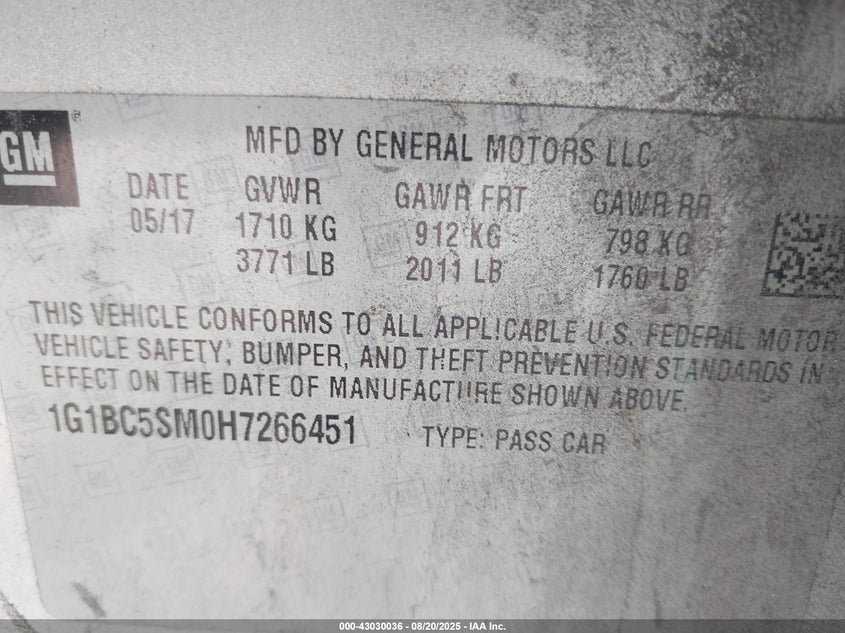 GM
MFD BY GENERAL MOTORS LLC
DATE GVWR GAWR FRT GAWR RR
05/17 1710 KG 912 KG 798 KG
3771 LB 2011 LB 1760 LB
THIS VEHICLE CONFORMS TO ALL APPLICABLE U.S. FEDERAL MOTOR
VEHICLE SAFETY, BUMPER, AND THEFT PREVENTION STANDARDS IN
EFFECT ON THE DATE OF MANUFACTURE SHOWN ABOVE.
1G1BC5SM0H7266451 TYPE: PASS CAR
000-43030036 - 08/20/2025 - IAA Inc.